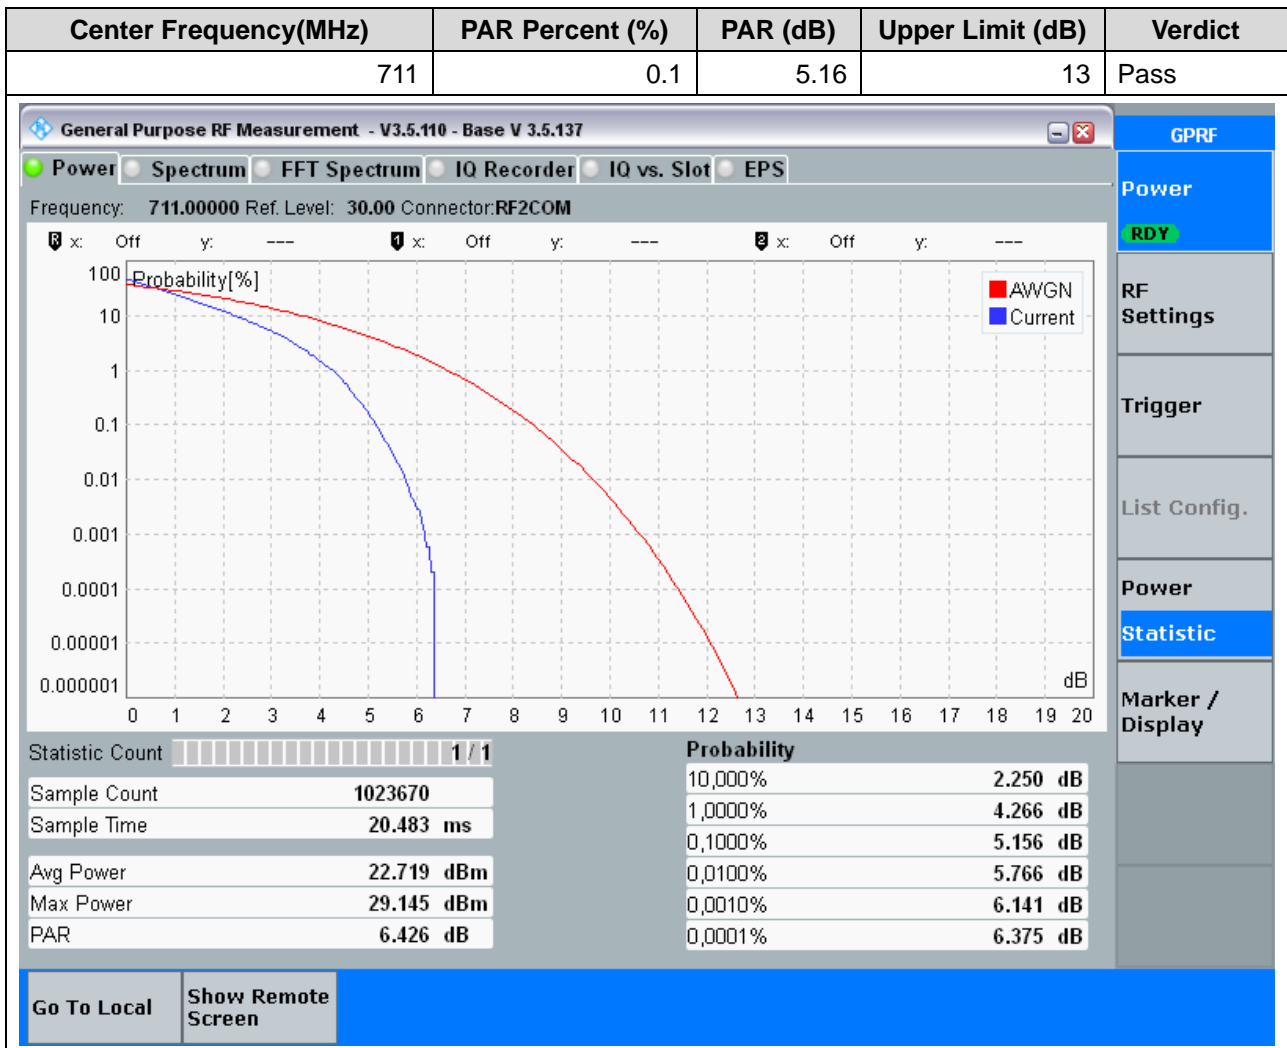 Center Frequency(MHz) PAR Percent (%) PAR (dB) Upper Limit (dB) Verdict
711 0.1 5.16 13 Pass
General Purpose RF Measurement - V3.5.110 - Base V 3.5.137
GPRF
Power Spectrum FFT Spectrum IQ Recorder IQ vs. Slot EPS
Frequency: 711.00000 Ref. Level: 30.00 Connector:RF2COM
R x: Off y: --- 1 x: Off y: --- 2 x: Off y: ---
Probability[%]
AWGN
Current
100
10
1
0.1
0.01
0.001
0.0001
0.00001
0.000001
dB
0 1 2 3 4 5 6 7 8 9 10 11 12 13 14 15 16 17 18 19 20
Statistic Count 1 / 1
Sample Count 1023670
Sample Time 20.483 ms
Avg Power 22.719 dBm
Max Power 29.145 dBm
PAR 6.426 dB
Probability
10,000% 2.250 dB
1,0000% 4.266 dB
0,1000% 5.156 dB
0,0100% 5.766 dB
0,0010% 6.141 dB
0,0001% 6.375 dB
Power
RDY
RF
Settings
Trigger
List Config.
Power
Statistic
Marker /
Display
Go To Local
Show Remote
Screen